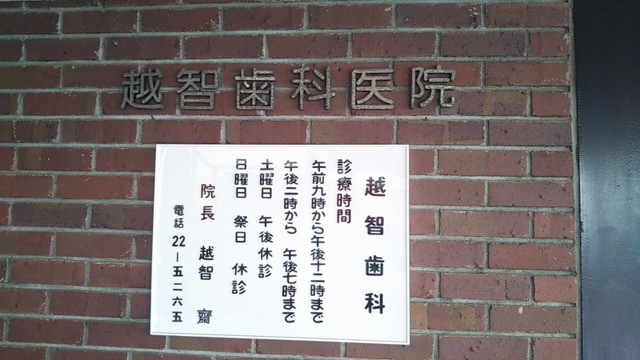 越智歯科医院
越智歯科
診療時間
午前九時から午後十二時まで
午後二時から 午後七時まで
土曜日 午後休診
日曜日 祭日 休診
院長 越智 齋
電話 22―五二六五